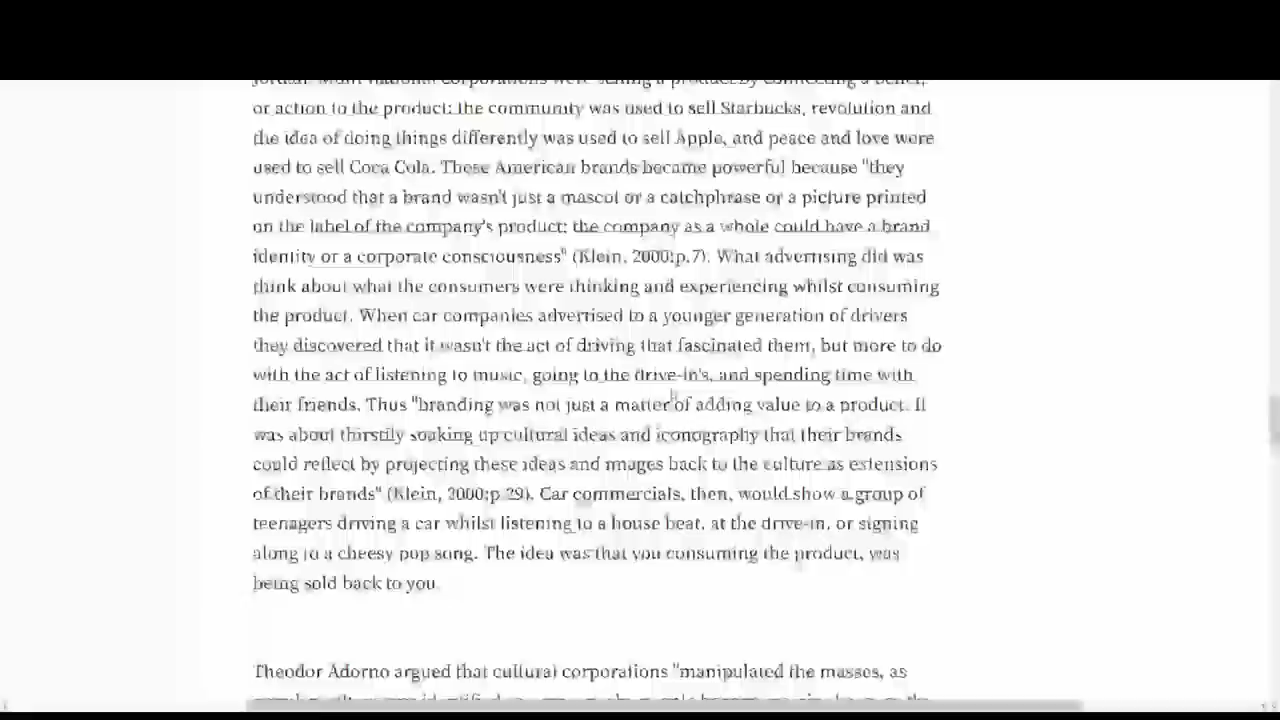 Jordan. Multi national corporations were selling a product by connecting a belief,
or action to the product: the community was used to sell Starbucks, revolution and
the idea of doing things differently was used to sell Apple, and peace and love were
used to sell Coca Cola. These American brands became powerful because "they
understood that a brand wasn't just a mascot or a catchphrase or a picture printed
on the label of the company's product; the company as a whole could have a brand
identity or a corporate consciousness" (Klein, 2000:p.7). What advertising did was
think about what the consumers were thinking and experiencing whilst consuming
the product. When car companies advertised to a younger generation of drivers
they discovered that it wasn't the act of driving that fascinated them, but more to do
with the act of listening to music, going to the drive-in's, and spending time with
their friends. Thus "branding was not just a matter of adding value to a product. It
was about thirstily soaking up cultural ideas and iconography that their brands
could reflect by projecting these ideas and images back to the culture as extensions
of their brands" (Klein, 2000:p.29). Car commercials, then, would show a group of
teenagers driving a car whilst listening to a house beat, at the drive-in, or signing
along to a cheesy pop song. The idea was that you consuming the product, was
being sold back to you.
Theodor Adorno argued that cultural corporations "manipulated the masses, as